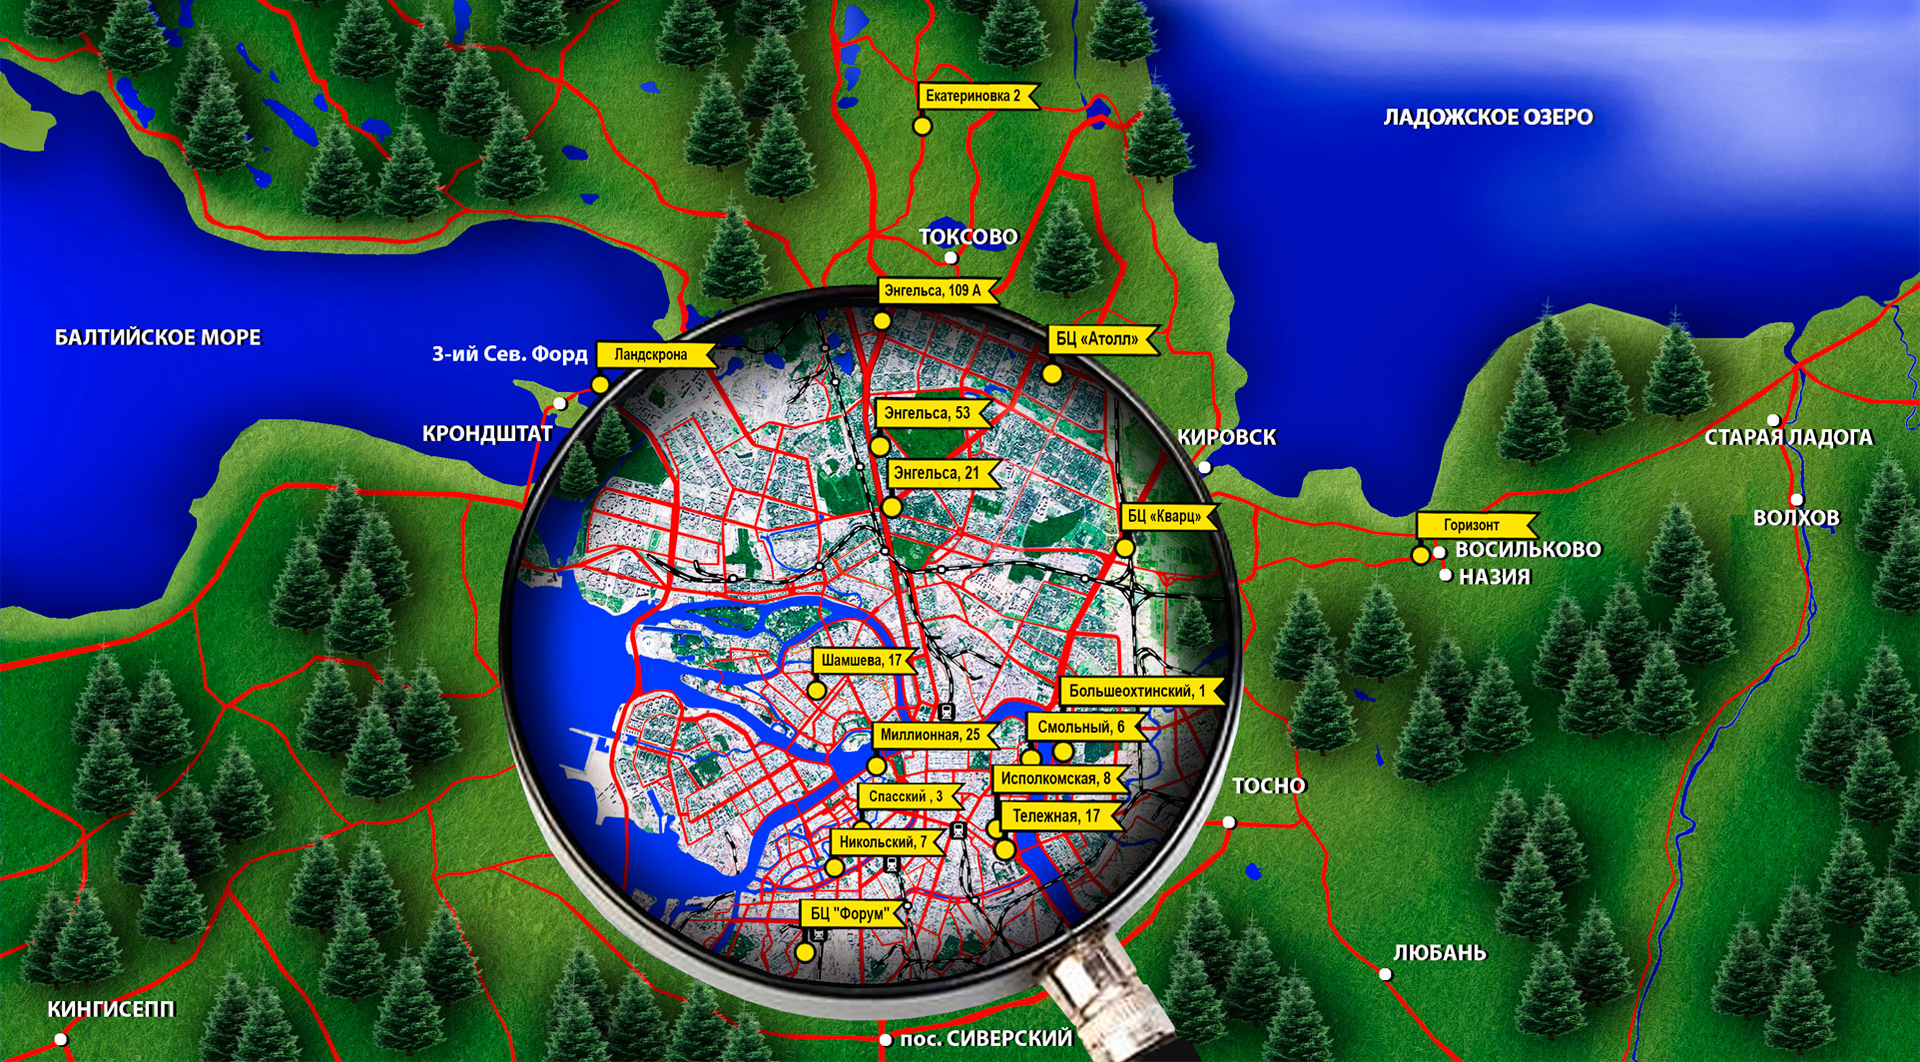 Екатериновка 2
ЛАДОЖСКОЕ ОЗЕРО
ТОКСОВО
Энгельса, 109 А
БАЛТИЙСКОЕ МОРЕ
3-ий Сев. Форд
Ландскрона
БЦ «Атолл»
Энгельса, 53
КРОНДШТАТ
КИРОВСК
СТАРАЯ ЛАДОГА
Энгельса, 21
БЦ «Кварц»
ВОЛХОВ
Горизонт
ВОСИЛЬКОВО
НАЗИЯ
Шамшева, 17
Большеохтинский, 1
Смольный, 6
Миллионная, 25
Исполкомская, 8
ТОСНО
Спасский , 3
Тележная, 17
Никольский, 7
БЦ "Форум"
ЛЮБАНЬ
КИНГИСЕПП
пос. СИВЕРСКИЙ